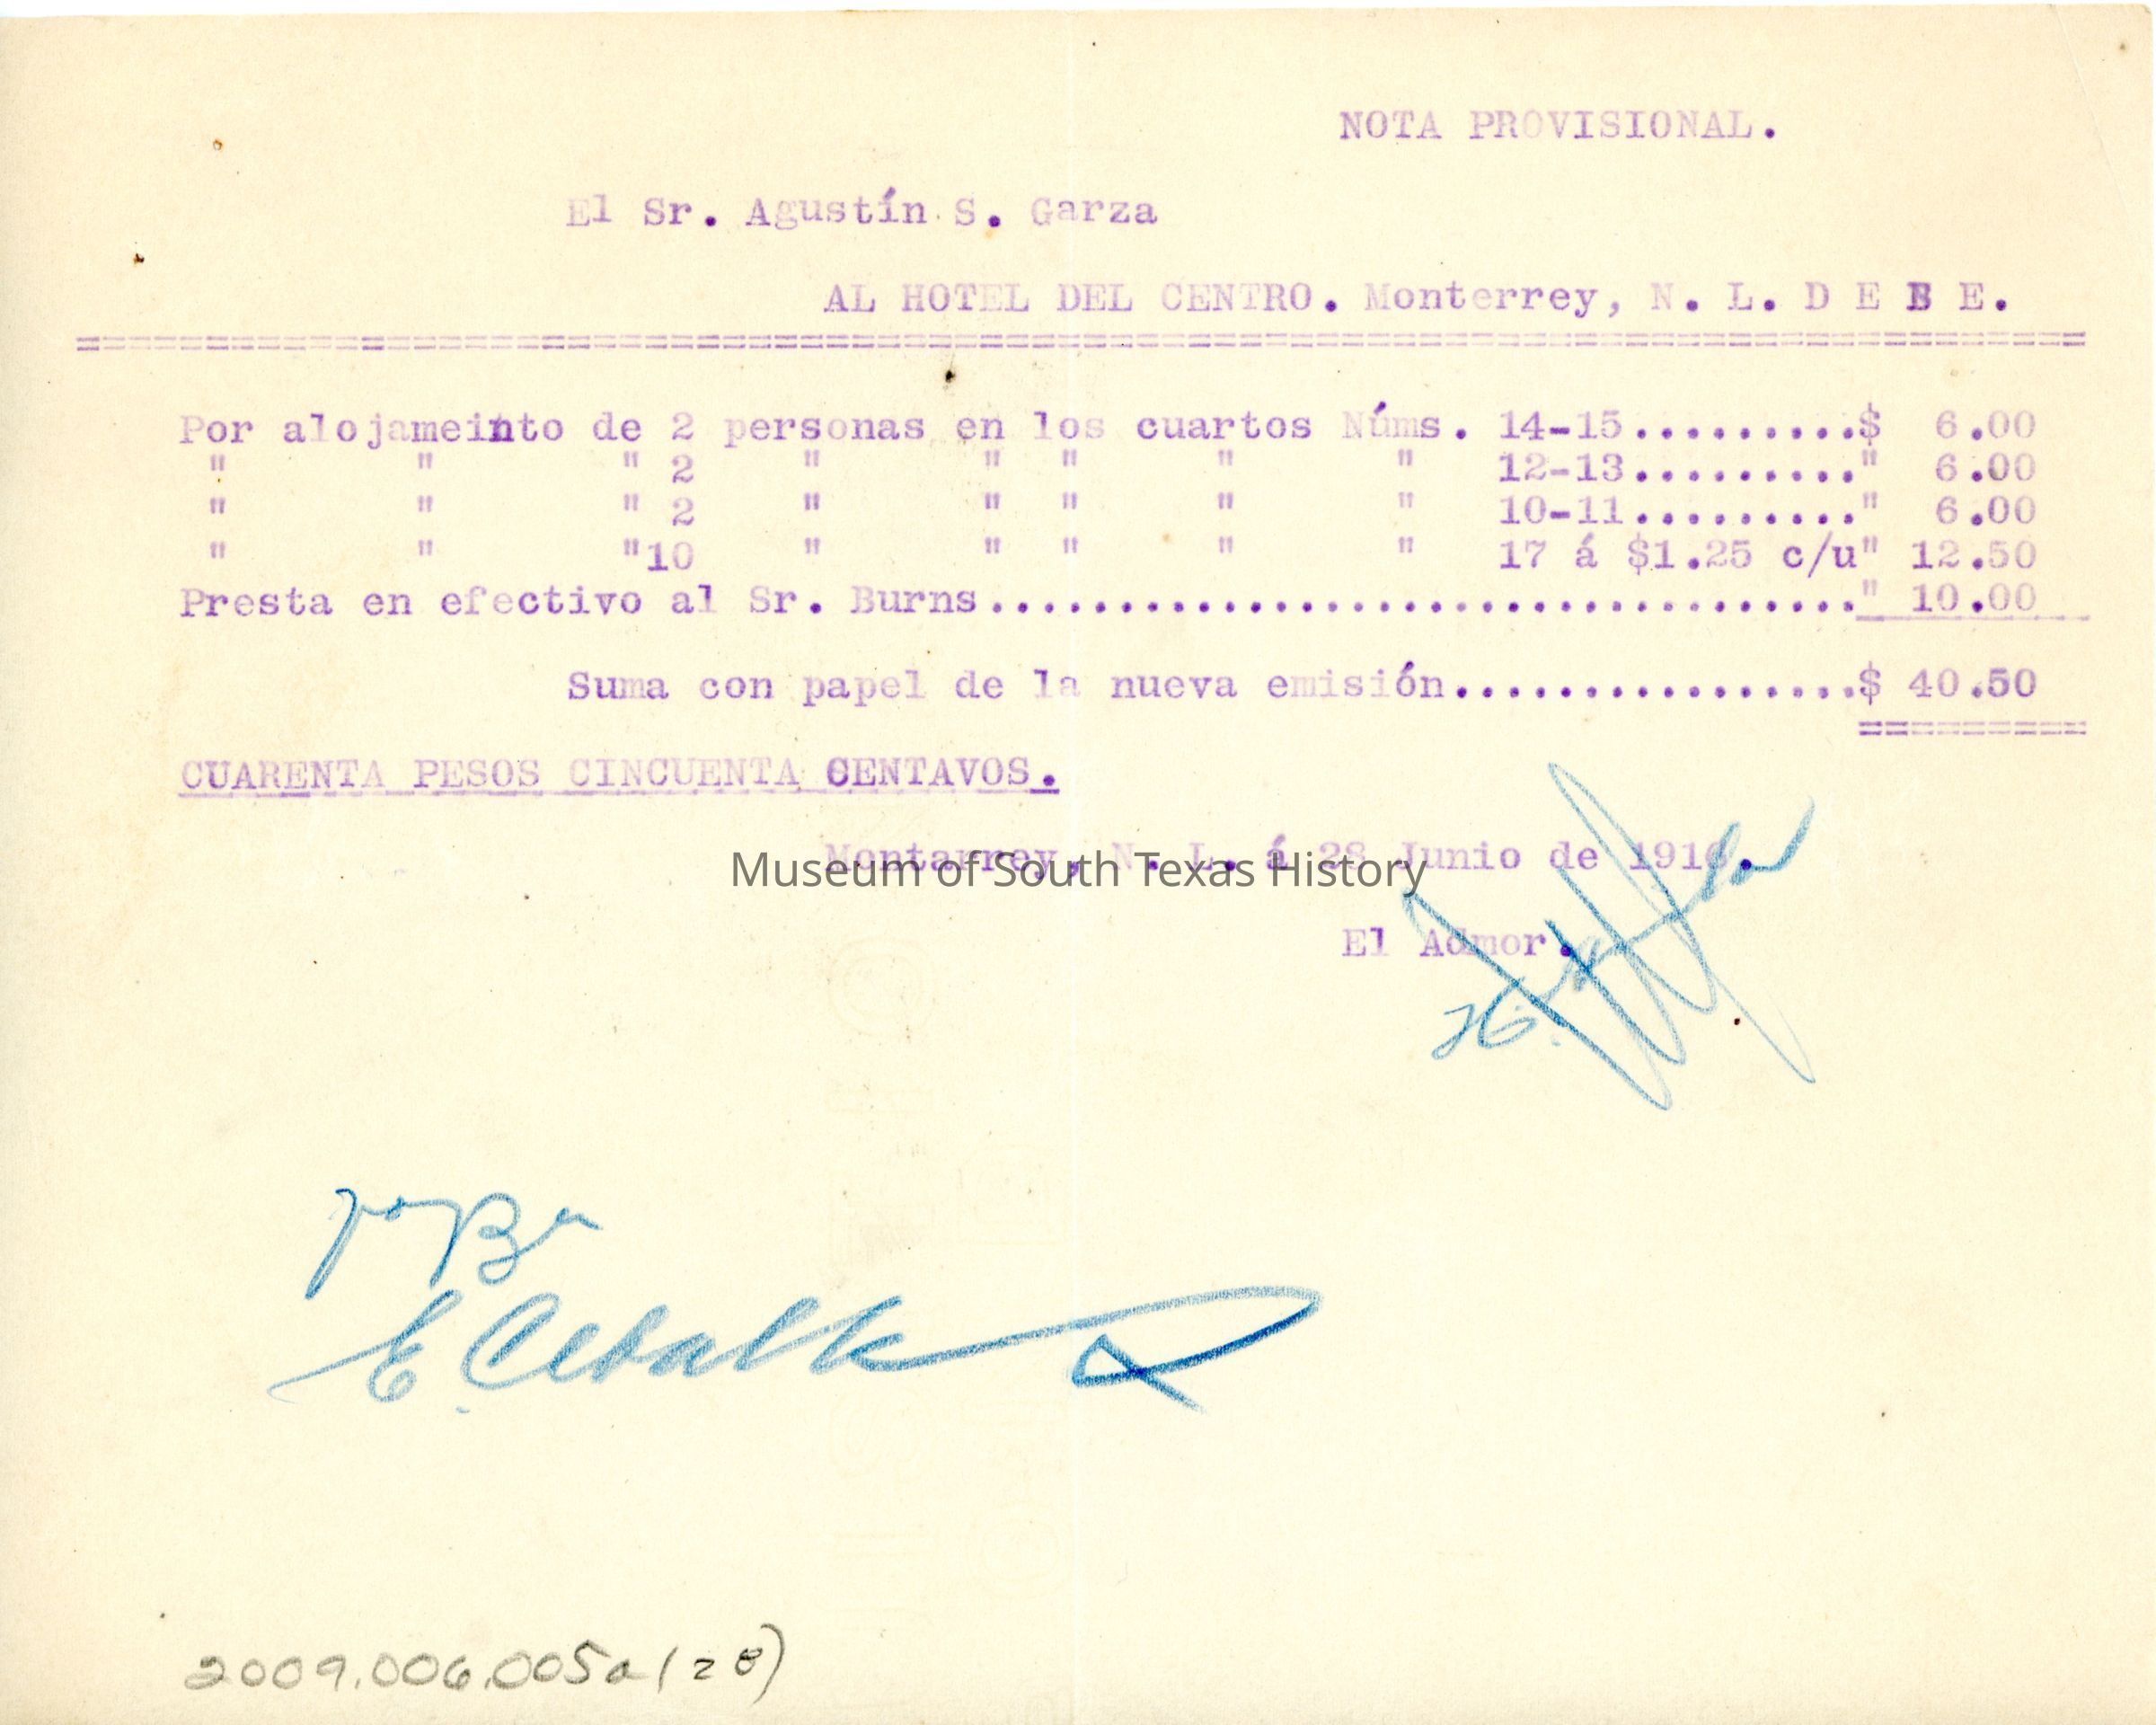 NOTA PROVISIONAL.
El Sr. Agustín S. Garza
AL HOTEL DEL CENTRO. Monterrey, N. L. D E B E.
================================================================
Por alojameinto de 2 personas en los cuartos Núms. 14-15.........$ 6.00
" " " 2 " " " " " 12-13........." 6.00
" " " 2 " " " " " 10-11........." 6.00
" " "10 " " " " " 17 á $1.25 c/u" 12.50
Presta en efectivo al Sr. Burns.................................." 10.00
Suma con papel de la nueva emisión................$ 40.50
=========
CUARENTA PESOS CINCUENTA CENTAVOS.
Montarrey, N. L. á 28 Junio de 1916.
Museum of South Texas History
El Admor.
2009.006.005a(28)